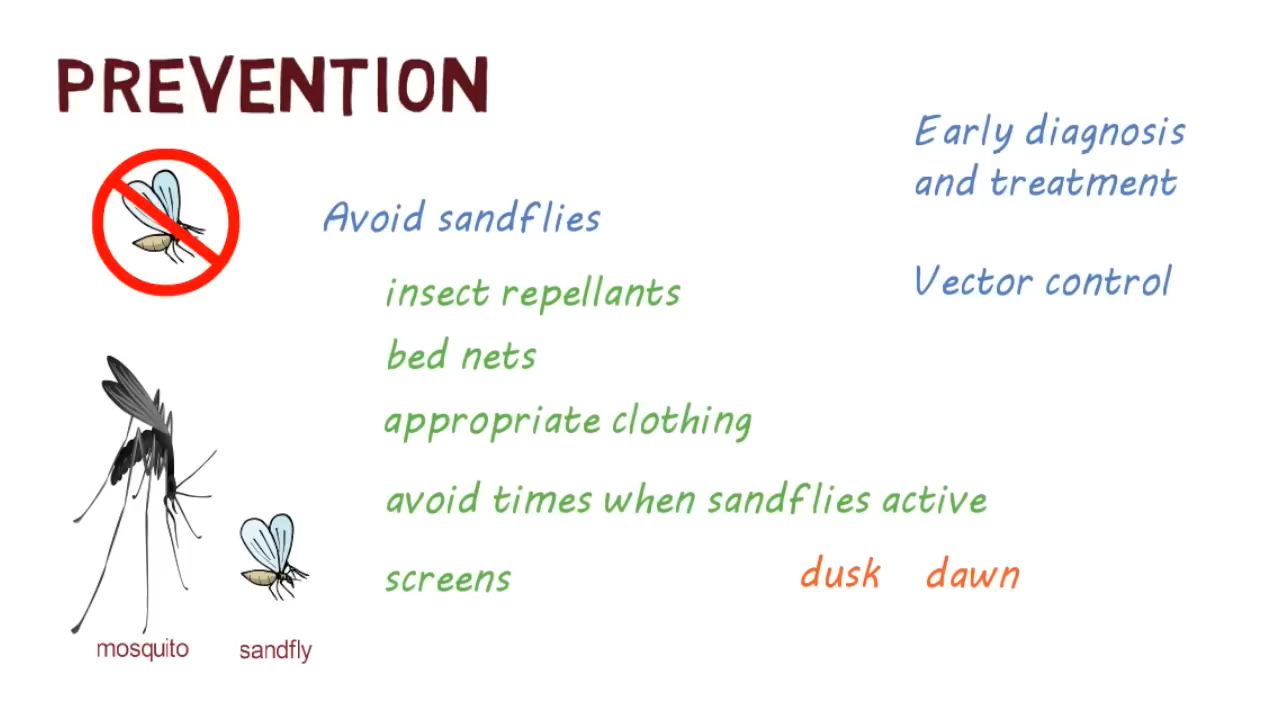 PREVENTION
Avoid sandflies
insect repellants
bed nets
appropriate clothing
avoid times when sandflies active
dusk dawn
screens
Early diagnosis
and treatment
Vector control
mosquito
sandfly